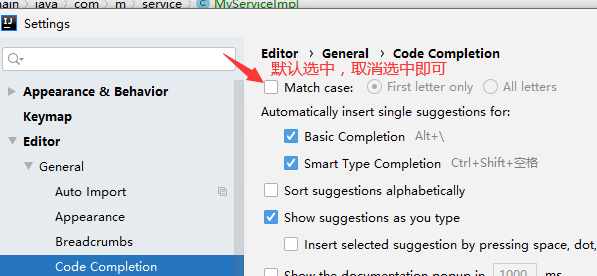 main › java › com › m › service › MyServiceImpl
Settings
Editor › General › Code Completion
默认选中，取消选中即可
Match case: First letter only All letters
Appearance & Behavior
Automatically insert single suggestions for:
Keymap
Basic Completion Alt+\
Editor
General
Smart Type Completion Ctrl+Shift+空格
Auto Import
Sort suggestions alphabetically
Appearance
Show suggestions as you type
Breadcrumbs
Insert selected suggestion by pressing space, dot,
Code Completion
Show the documentation popup in 1000 ms